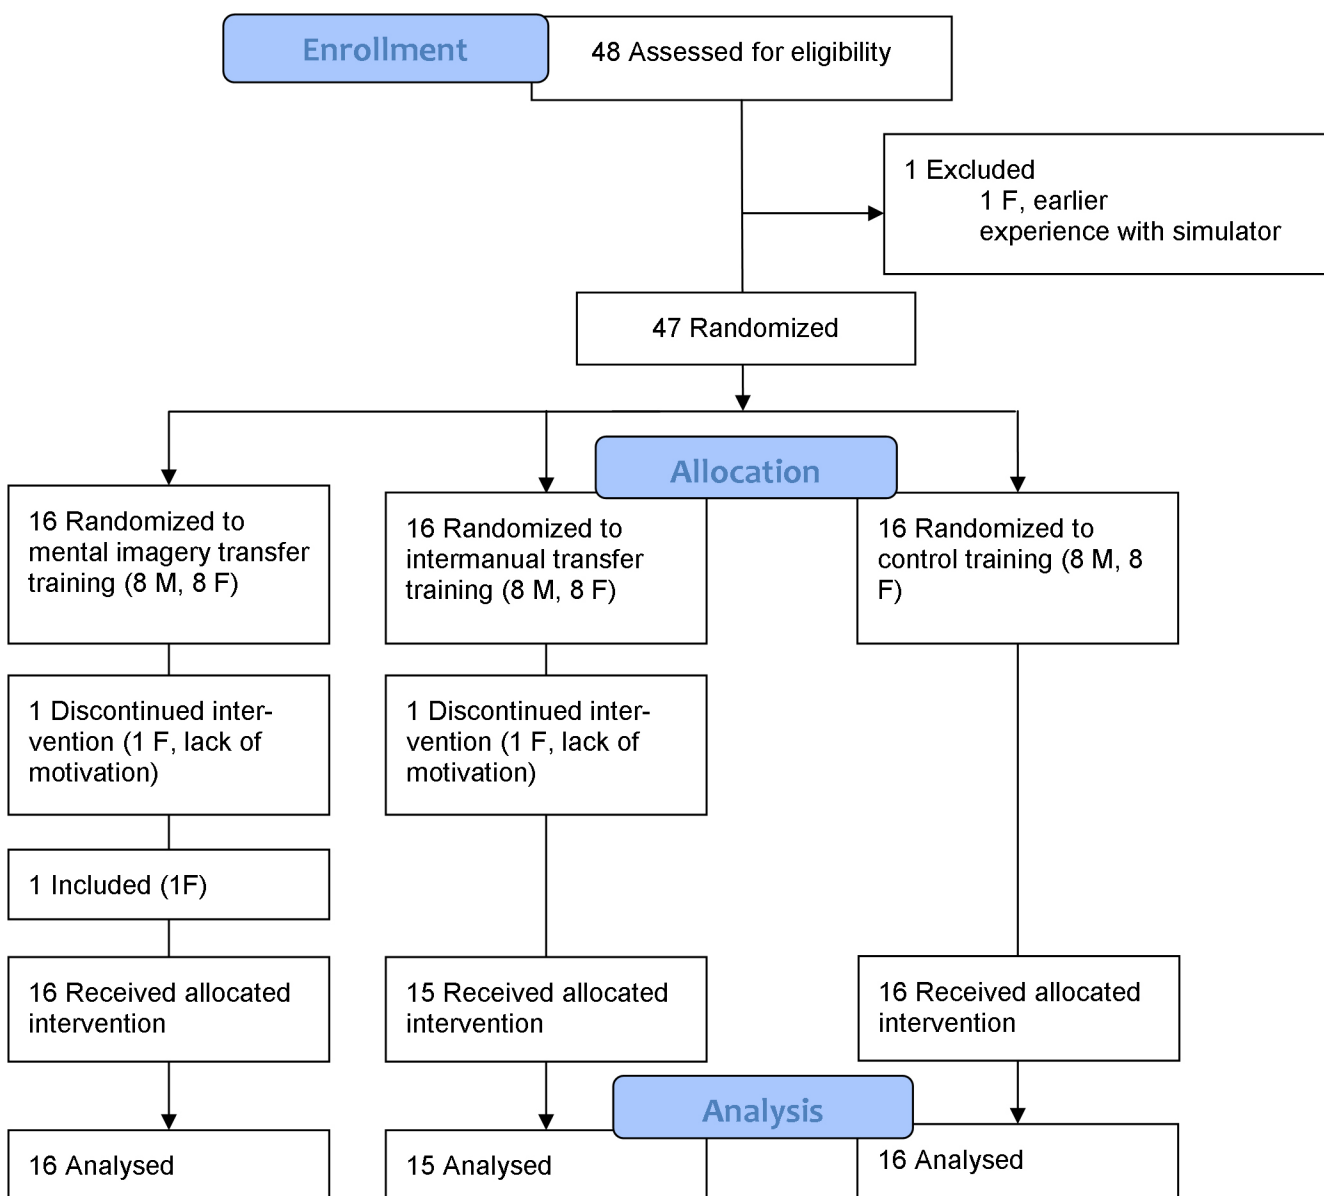 Enrollment
48 Assessed for eligibility
1 Excluded
1 F, earlier
experience with simulator
47 Randomized
Allocation
16 Randomized to
mental imagery transfer
training (8 M, 8 F)
16 Randomized to
intermanual transfer
training (8 M, 8 F)
16 Randomized to
control training (8 M, 8
F)
1 Discontinued inter-
vention (1 F, lack of
motivation)
1 Discontinued inter-
vention (1 F, lack of
motivation)
1 Included (1F)
16 Received allocated
intervention
15 Received allocated
intervention
16 Received allocated
intervention
Analysis
16 Analysed
15 Analysed
16 Analysed